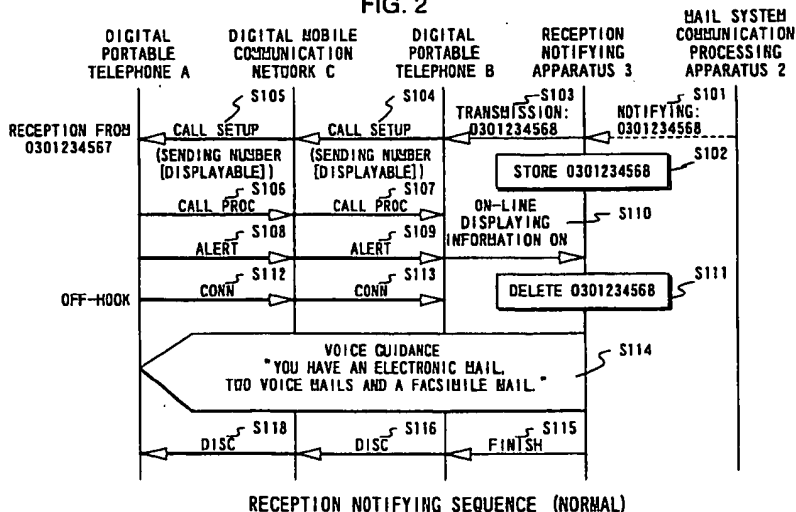 FIG. 2
DIGITAL PORTABLE TELEPHONE A
DIGITAL MOBILE COMMUNICATION NETWORK C
DIGITAL PORTABLE TELEPHONE B
RECEPTION NOTIFYING APPARATUS 3
MAIL SYSTEM COMMUNICATION PROCESSING APPARATUS 2
S105
S104
S103
S101
RECEPTION FROM 0301234567
CALL SETUP
CALL SETUP
TRANSMISSION: 0301234568
NOTIFYING: 0301234568
(SENDING NUMBER [DISPLAYABLE])
(SENDING NUMBER [DISPLAYABLE])
STORE 0301234568
S102
S106
S107
CALL PROC
CALL PROC
ON-LINE DISPLAYING INFORMATION ON
S110
S108
S109
ALERT
ALERT
S112
S113
OFF-HOOK
CONN
CONN
DELETE 0301234568
S111
VOICE GUIDANCE
"YOU HAVE AN ELECTRONIC MAIL,
TWO VOICE MAILS AND A FACSIMILE MAIL."
S114
S118
S116
S115
DISC
DISC
FINISH
RECEPTION NOTIFYING SEQUENCE (NORMAL)